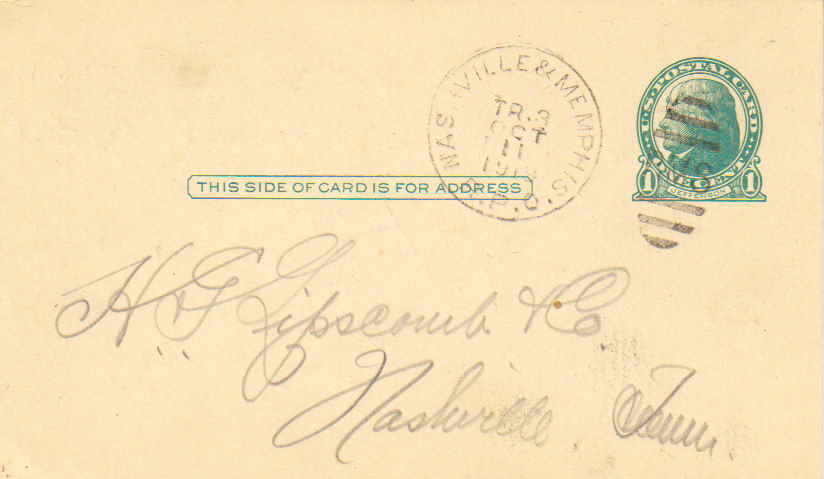 NASHVILLE & MEMPHIS. R.P.O.
TR.3
OCT
11
U.S. POSTAL CARD
ONE CENT
1 1
JEFFERSON
THIS SIDE OF CARD IS FOR ADDRESS
H G Lipscomb & Co.
Nashville Tenn.